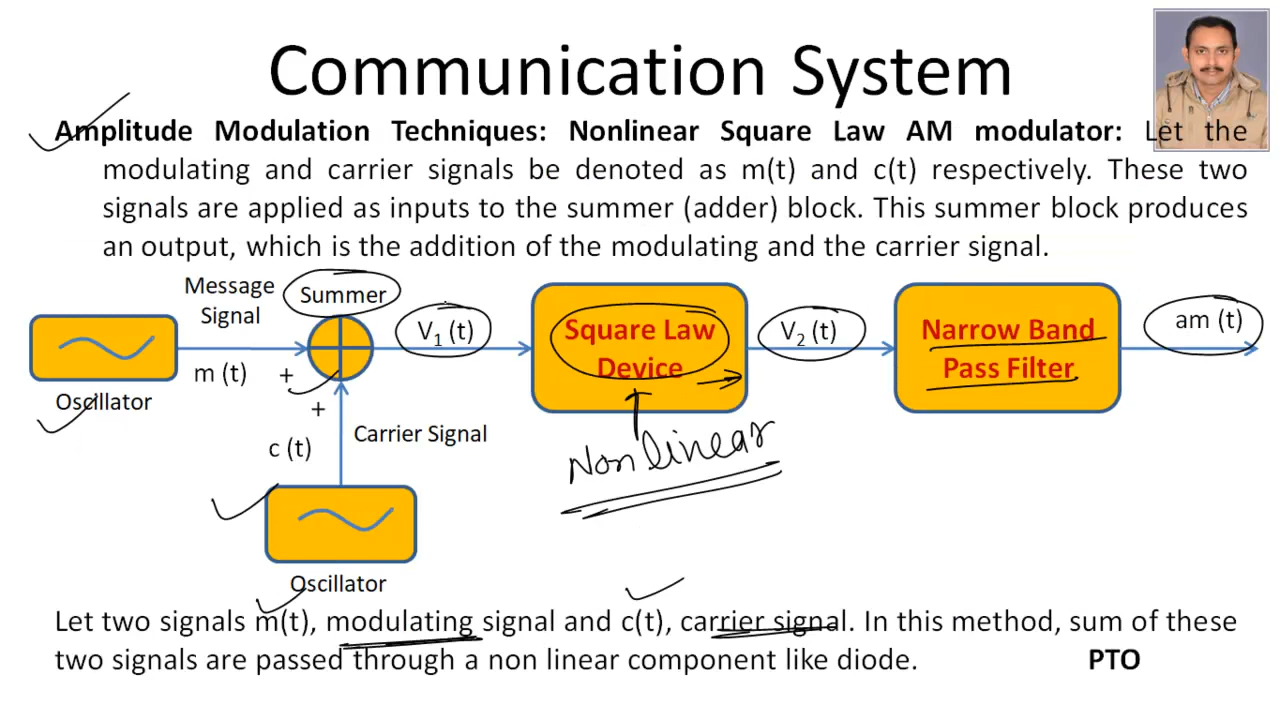 Communication System
Amplitude Modulation Techniques: Nonlinear Square Law AM modulator: Let the
modulating and carrier signals be denoted as m(t) and c(t) respectively. These two
signals are applied as inputs to the summer (adder) block. This summer block produces
an output, which is the addition of the modulating and the carrier signal.
Message
Signal
Summer
V₁ (t)
Square Law
Device
V₂ (t)
Narrow Band
Pass Filter
am (t)
m (t)
+
Oscillator
+
c (t)
Carrier Signal
Nonlinear
Oscillator
Let two signals m(t), modulating signal and c(t), carrier signal. In this method, sum of these
two signals are passed through a non linear component like diode.
PTO